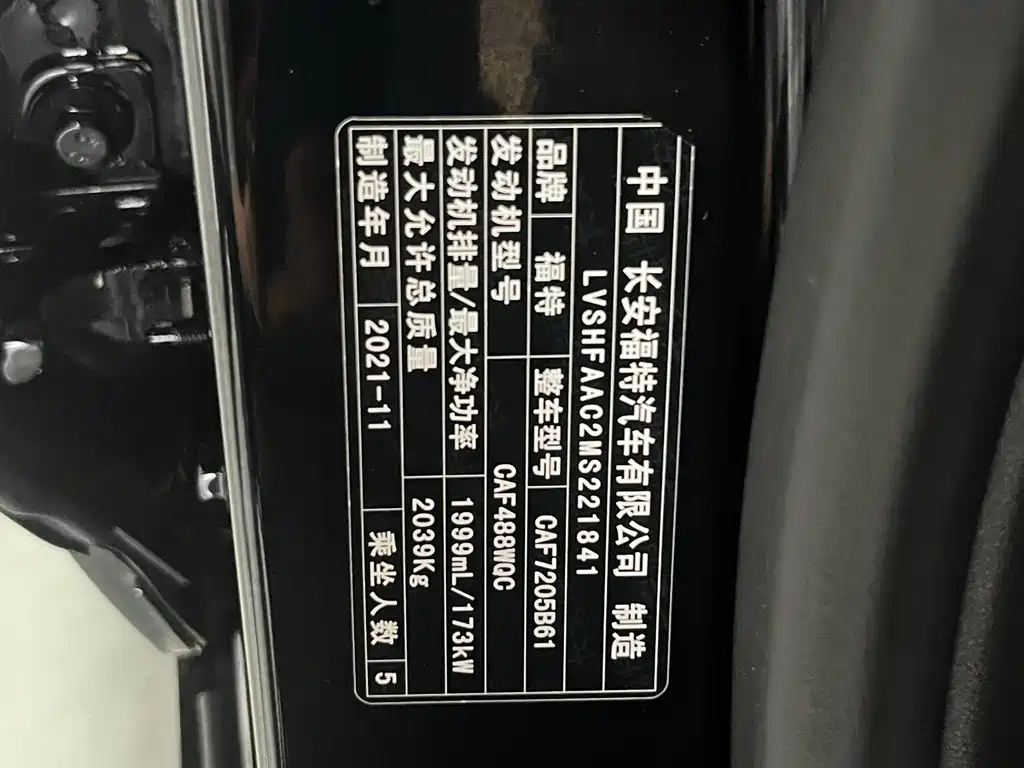 中国 长安福特汽车有限公司 制造
LVSHFAAC2MS221841
品牌 福特 整车型号 CAF7205B61
发动机型号 CAF488WQC
发动机排量/最大净功率 1999mL/173kW
最大允许总质量 2039Kg
制造年月 2021-11 乘坐人数 5